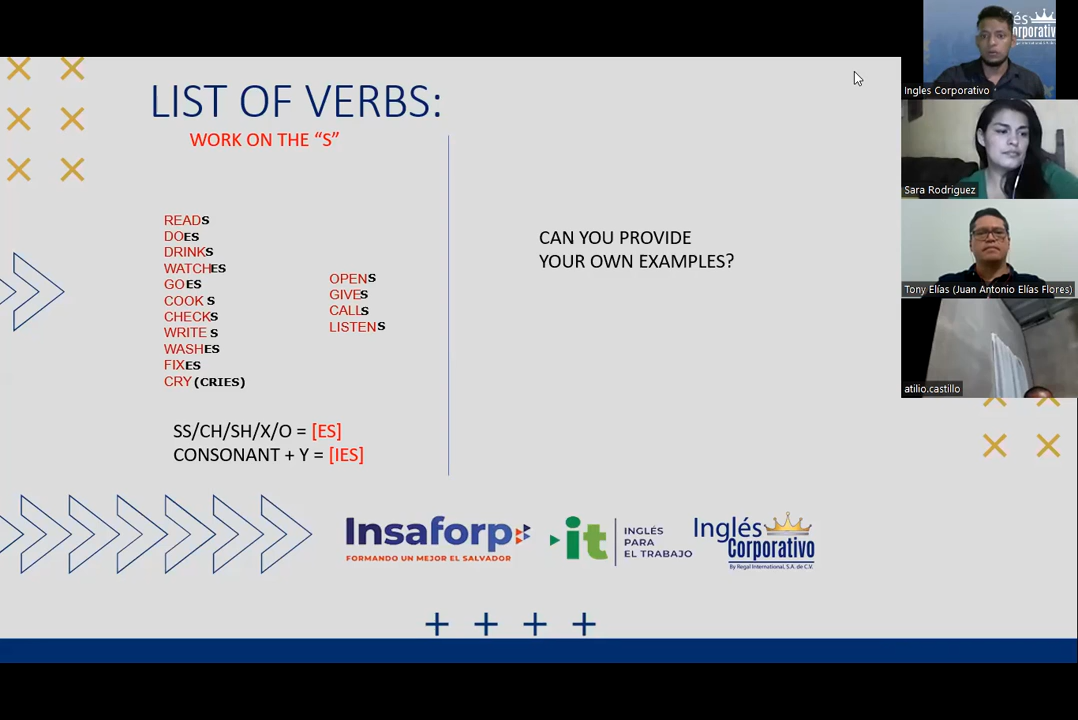 LIST OF VERBS:
WORK ON THE “S”
READS
DOES
DRINKS
WATCHES
GOES
COOK S
CHECKS
WRITE S
WASHES
FIXES
CRY (CRIES)
OPENS
GIVES
CALLS
LISTENS
SS/CH/SH/X/O = [ES]
CONSONANT + Y = [IES]
CAN YOU PROVIDE
YOUR OWN EXAMPLES?
Insaforp
FORMANDO UN MEJOR EL SALVADOR
it
INGLÉS
PARA
EL TRABAJO
Inglés
Corporativo
By Regal International, S.A. de C.V.
Ingles Corporativo
Sara Rodriguez
Tony Elías (Juan Antonio Elías Flores)
atilio.castillo